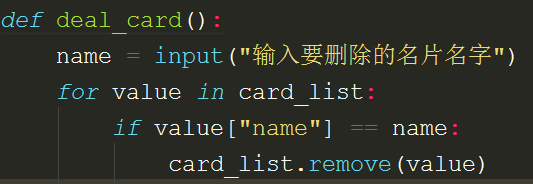 def deal_card():
    name = input("输入要删除的名片名字")
    for value in card_list:
        if value["name"] == name:
            card_list.remove(value)